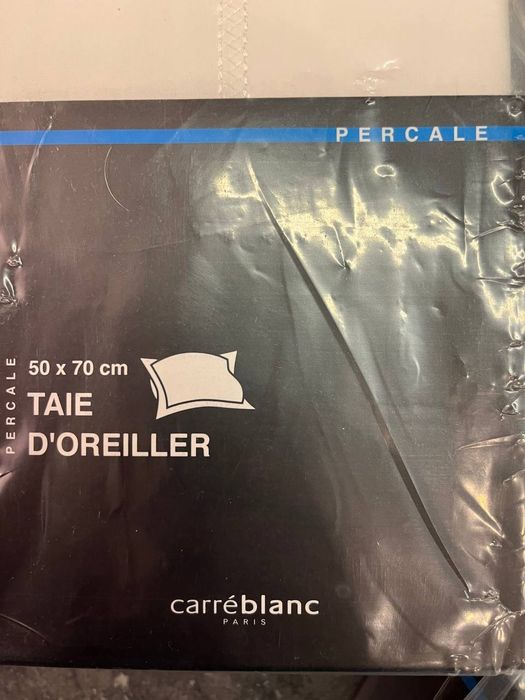 PERCALE
PERCALE
50 x 70 cm
TAIE
D'OREILLER
carréblanc
PARIS